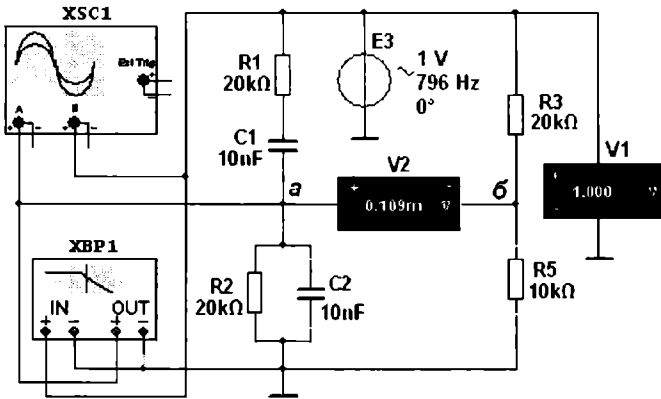 XSC1
Ext Trig
A
B
R1
20kΩ
C1
10nF
E3
1 V
796 Hz
0°
R3
20kΩ
V1
1.000
V
V2
0.109m
V
а
б
XBP1
IN
OUT
R2
20kΩ
C2
10nF
R5
10kΩ